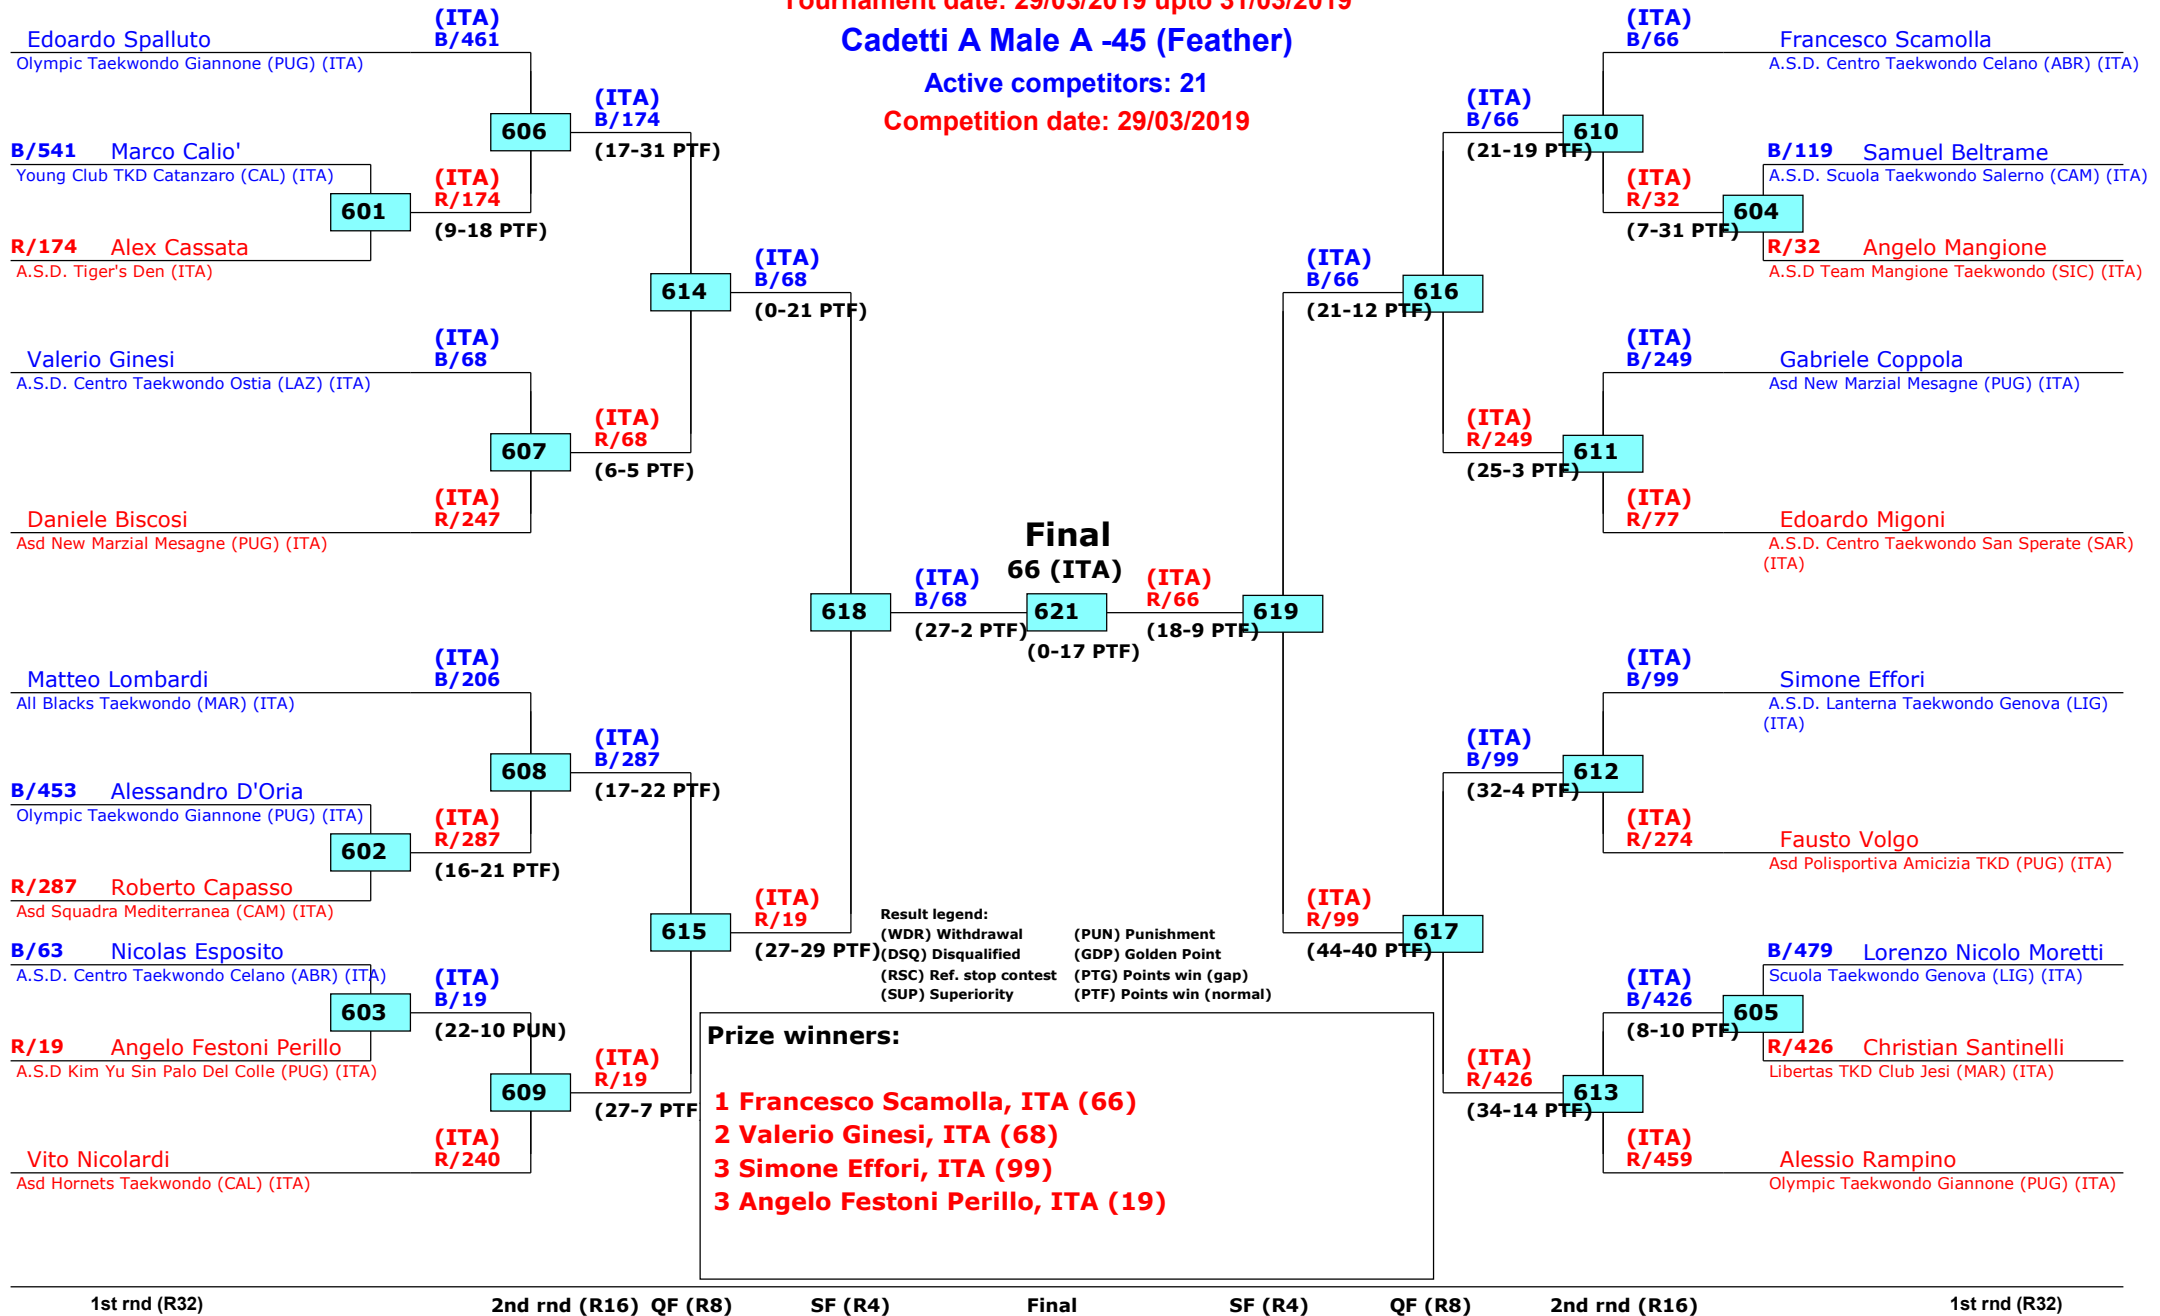 Tournament date: 29/03/2019 upto 31/03/2019
Cadetti A Male A -45 (Feather)
Active competitors: 21
Competition date: 29/03/2019
Edoardo Spalluto
Olympic Taekwondo Giannone (PUG) (ITA)
(ITA)
B/461
B/541 Marco Calio'
Young Club TKD Catanzaro (CAL) (ITA)
601
R/174 Alex Cassata
A.S.D. Tiger's Den (ITA)
(ITA)
R/174
(9-18 PTF)
606
(ITA)
B/174
(17-31 PTF)
Valerio Ginesi
A.S.D. Centro Taekwondo Ostia (LAZ) (ITA)
(ITA)
B/68
607
Daniele Biscosi
Asd New Marzial Mesagne (PUG) (ITA)
(ITA)
R/247
(ITA)
R/68
(6-5 PTF)
614
(ITA)
B/68
(0-21 PTF)
Matteo Lombardi
All Blacks Taekwondo (MAR) (ITA)
(ITA)
B/206
B/453 Alessandro D'Oria
Olympic Taekwondo Giannone (PUG) (ITA)
602
R/287 Roberto Capasso
Asd Squadra Mediterranea (CAM) (ITA)
(ITA)
R/287
(16-21 PTF)
608
(ITA)
B/287
(17-22 PTF)
B/63 Nicolas Esposito
A.S.D. Centro Taekwondo Celano (ABR) (ITA)
603
R/19 Angelo Festoni Perillo
A.S.D Kim Yu Sin Palo Del Colle (PUG) (ITA)
(ITA)
B/19
(22-10 PUN)
609
Vito Nicolardi
Asd Hornets Taekwondo (CAL) (ITA)
(ITA)
R/240
(ITA)
R/19
(27-7 PTF
615
(ITA)
R/19
(27-29 PTF)
618
(ITA)
B/68
(27-2 PTF)
Final
66 (ITA)
621
(0-17 PTF)
(ITA)
R/66
(18-9 PTF)
619
(ITA)
B/66
(21-12 PTF)
616
(ITA)
B/66
(21-19 PTF)
610
(ITA)
B/66
Francesco Scamolla
A.S.D. Centro Taekwondo Celano (ABR) (ITA)
(ITA)
R/32
(7-31 PTF)
604
B/119 Samuel Beltrame
A.S.D. Scuola Taekwondo Salerno (CAM) (ITA)
R/32 Angelo Mangione
A.S.D Team Mangione Taekwondo (SIC) (ITA)
(ITA)
R/249
(25-3 PTF)
611
(ITA)
B/249
Gabriele Coppola
Asd New Marzial Mesagne (PUG) (ITA)
(ITA)
R/77
Edoardo Migoni
A.S.D. Centro Taekwondo San Sperate (SAR)
(ITA)
(ITA)
R/99
(44-40 PTF)
617
(ITA)
B/99
(32-4 PTF)
612
(ITA)
B/99
Simone Effori
A.S.D. Lanterna Taekwondo Genova (LIG)
(ITA)
(ITA)
R/274
Fausto Volgo
Asd Polisportiva Amicizia TKD (PUG) (ITA)
(ITA)
R/426
(34-14 PTF)
613
(ITA)
B/426
(8-10 PTF)
605
B/479 Lorenzo Nicolo Moretti
Scuola Taekwondo Genova (LIG) (ITA)
R/426 Christian Santinelli
Libertas TKD Club Jesi (MAR) (ITA)
(ITA)
R/459
Alessio Rampino
Olympic Taekwondo Giannone (PUG) (ITA)
Result legend:
(WDR) Withdrawal (PUN) Punishment
(DSQ) Disqualified (GDP) Golden Point
(RSC) Ref. stop contest (PTG) Points win (gap)
(SUP) Superiority (PTF) Points win (normal)
Prize winners:
1 Francesco Scamolla, ITA (66)
2 Valerio Ginesi, ITA (68)
3 Simone Effori, ITA (99)
3 Angelo Festoni Perillo, ITA (19)
1st rnd (R32) 2nd rnd (R16) QF (R8) SF (R4) Final SF (R4) QF (R8) 2nd rnd (R16) 1st rnd (R32)